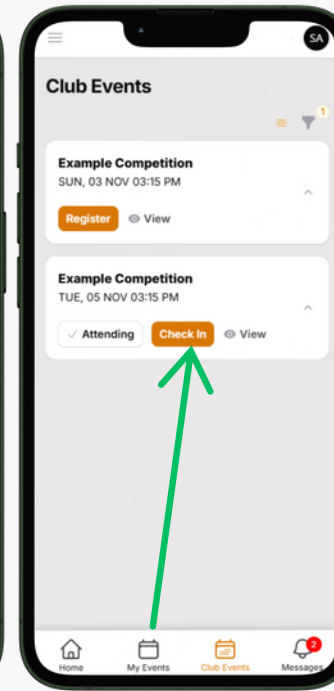 SA
Club Events
1
Example Competition
SUN, 03 NOV 03:15 PM
Register View
Example Competition
TUE, 05 NOV 03:15 PM
Attending Check In View
2
Home My Events Club Events Messages